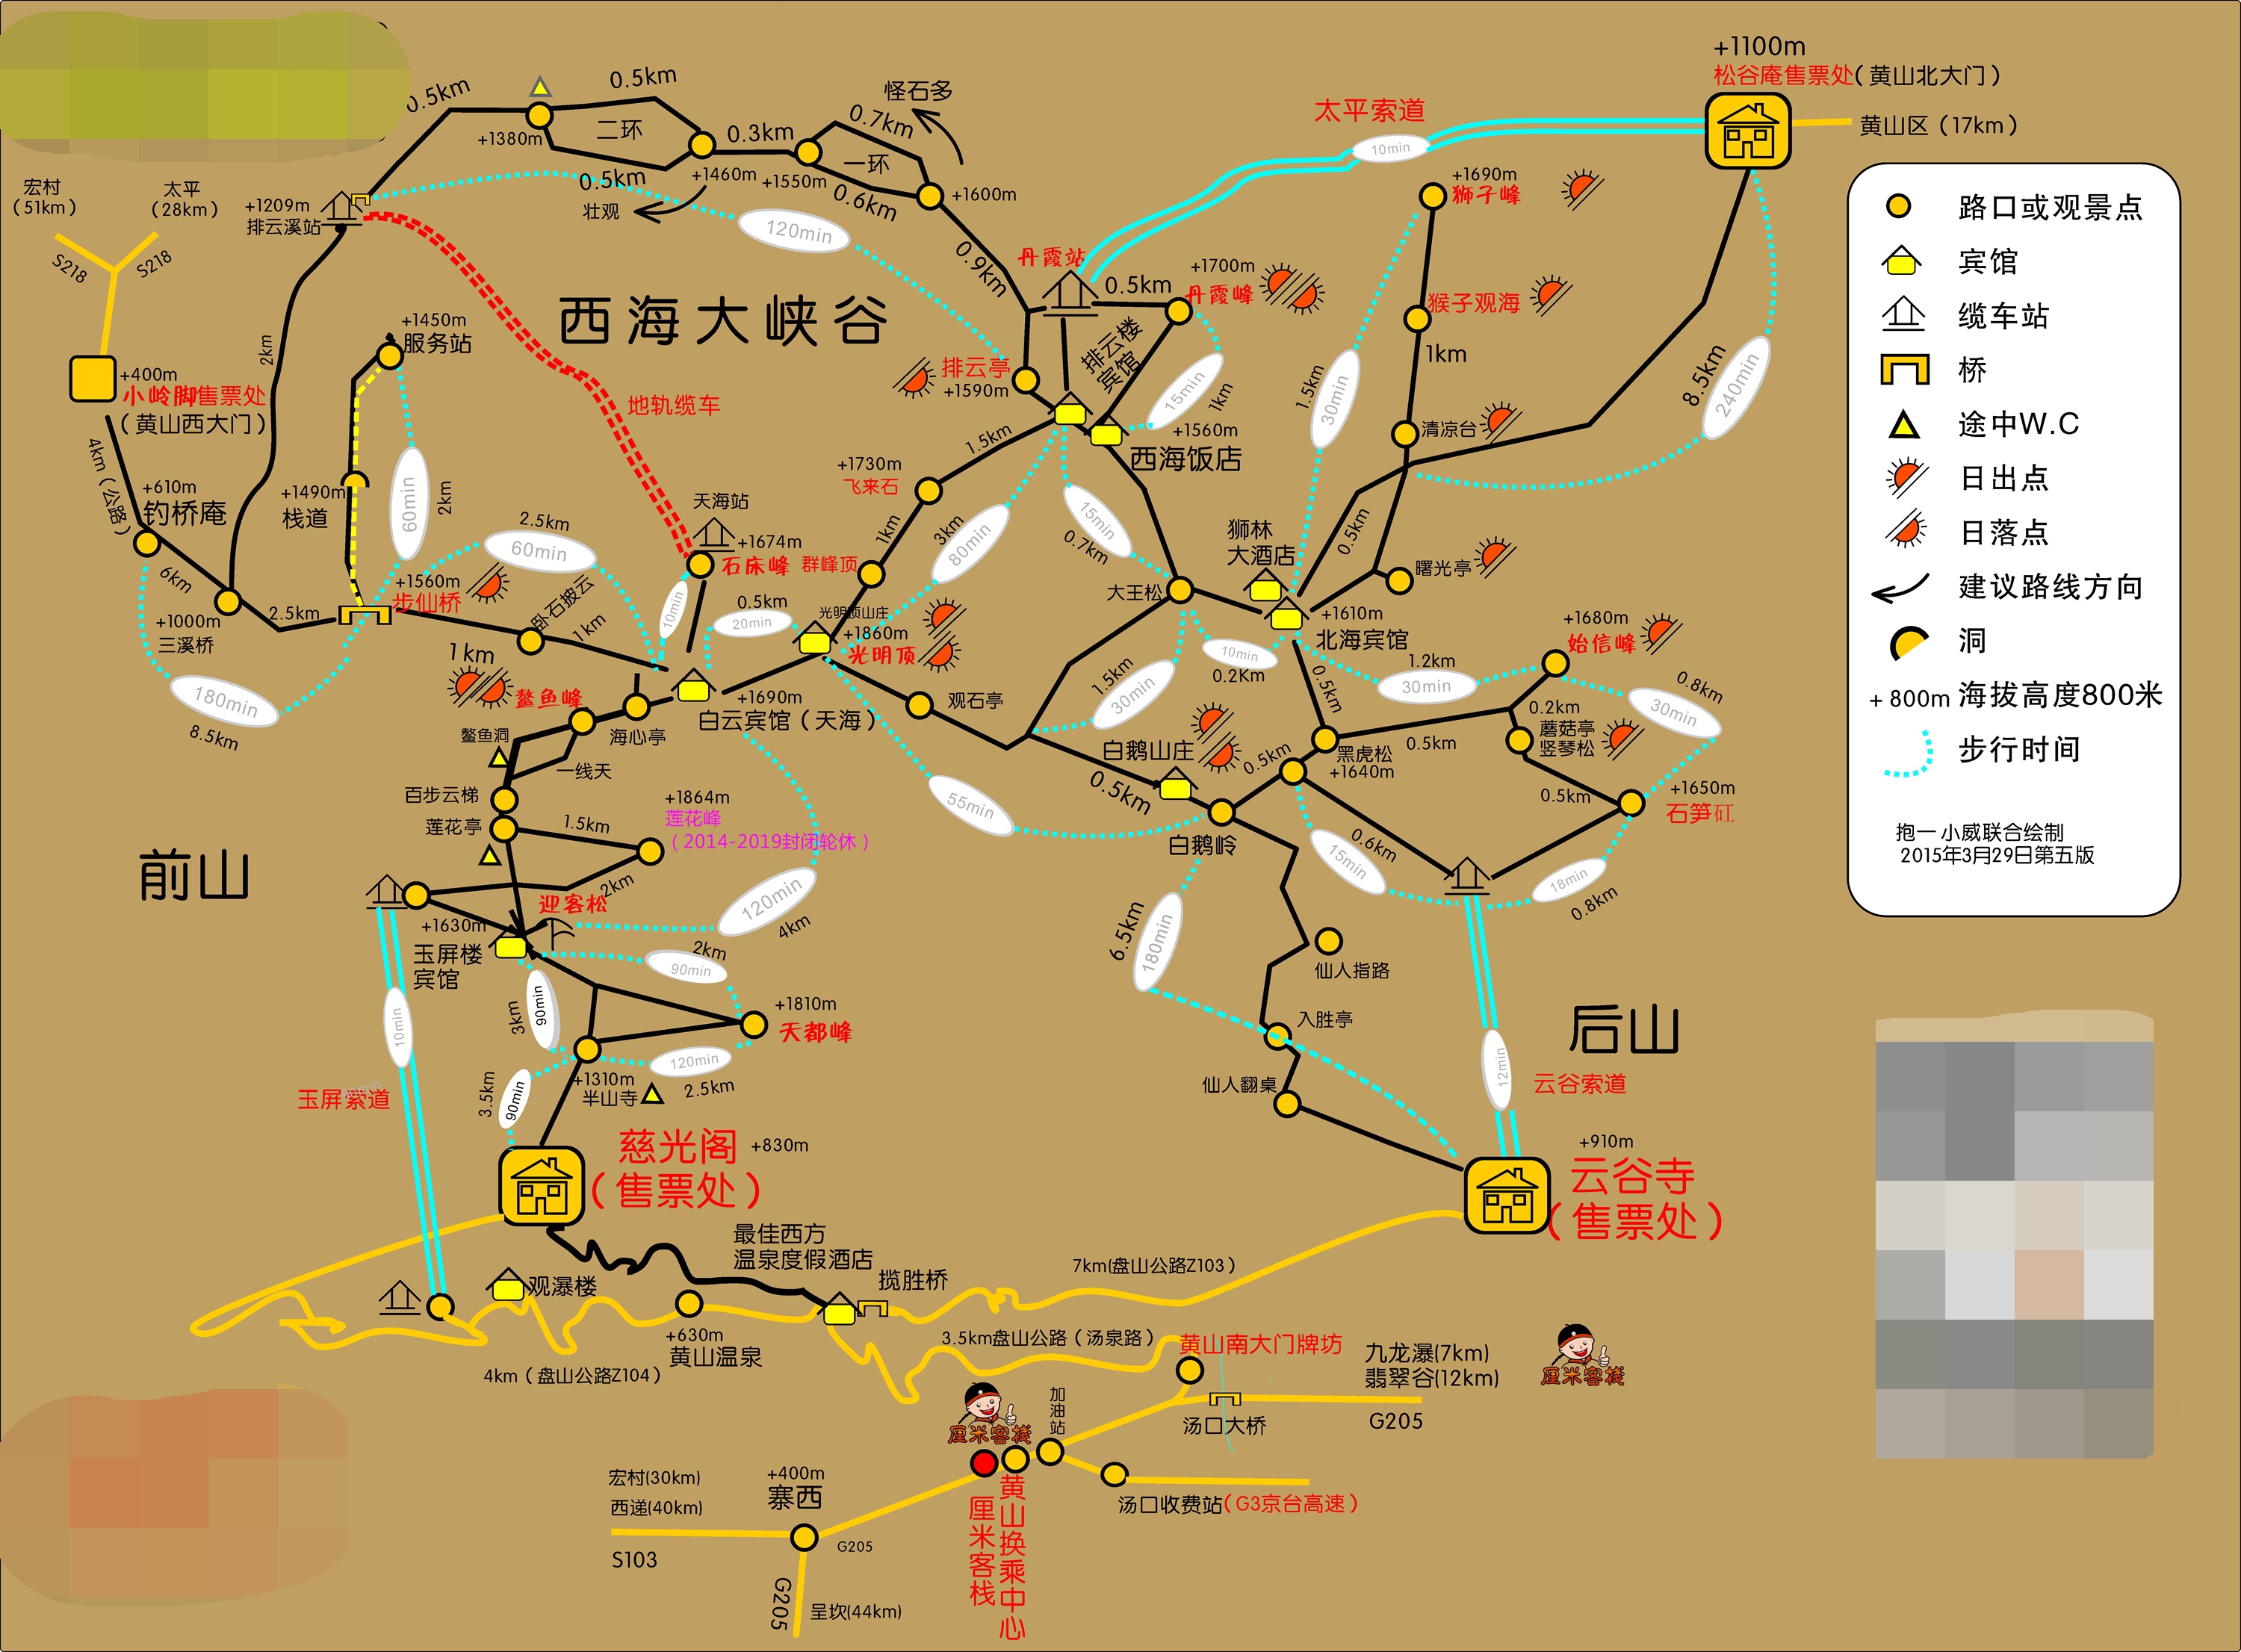 +1100m
松谷庵售票处(黄山北大门)
黄山区（17km）
太平索道
10min
0.5km
0.5km
二环
+1380m
0.5km
0.3km
+1460m
壮观
怪石多
0.7km
一环
+1550m
0.6km
+1600m
120min
0.9km
宏村
（51km）
太平
（28km）
S218
S218
+1209m
排云溪站
2km
+400m
小岭脚售票处
（黄山西大门）
4km(公路)
+610m
钓桥庵
6km
+1000m
三溪桥
2.5km
180min
8.5km
+1450m
服务站
+1490m
栈道
60min
2km
+1560m
步仙桥
2.5km
60min
卧石披云
1km
1km
西海大峡谷
地轨缆车
天海站
+1674m
石床峰
10min
群峰顶
0.5km
20min
光明顶山庄
+1860m
光明顶
+1730m
飞来石
1.5km
1km
3km
80min
丹霞站
0.5km
+1700m
丹霞峰
排云楼
宾馆
排云亭
+1590m
15min
1km
+1560m
西海饭店
15min
0.7km
大王松
+1690m
狮子峰
猴子观海
1km
清凉台
1.5km
30min
8.5km
240min
狮林
大酒店
0.5km
曙光亭
+1610m
北海宾馆
10min
0.2Km
1.5km
30min
0.5km
1.2km
30min
+1680m
始信峰
0.8km
30min
0.2km
蘑菇亭
竖琴松
0.5km
0.5km
+1650m
石笋矼
黑虎松
+1640m
0.5km
白鹅山庄
0.5km
白鹅岭
0.6km
15min
18min
0.8km
观石亭
55min
+1690m
白云宾馆（天海）
鳌鱼峰
海心亭
鳌鱼洞
一线天
百步云梯
莲花亭
1.5km
+1864m
莲花峰
（2014-2019封闭轮休）
2km
迎客松
120min
4km
前山
+1630m
玉屏楼
宾馆
2km
90min
3km
90min
+1810m
天都峰
120min
2.5km
+1310m
半山寺
3.5km
90min
10min
玉屏索道
慈光阁
（售票处）
+830m
6.5km
180min
仙人指路
入胜亭
仙人翻桌
后山
12min
云谷索道
+910m
云谷寺
（售票处）
观瀑楼
最佳西方
温泉度假酒店
揽胜桥
+630m
黄山温泉
4km（盘山公路Z104）
7km(盘山公路Z103)
3.5km盘山公路（汤泉路）
黄山南大门牌坊
九龙瀑(7km)
翡翠谷(12km)
G205
汤口大桥
加油站
厘米客栈
厘米客栈
厘米客栈
黄山换乘中心
汤口收费站(G3京台高速)
宏村(30km)
西递(40km)
S103
+400m
寨西
G205
G205
呈坎(44km)
路口或观景点
宾馆
缆车站
桥
途中W.C
日出点
日落点
建议路线方向
洞
+ 800m 海拔高度800米
步行时间
抱一 小威联合绘制
2015年3月29日第五版